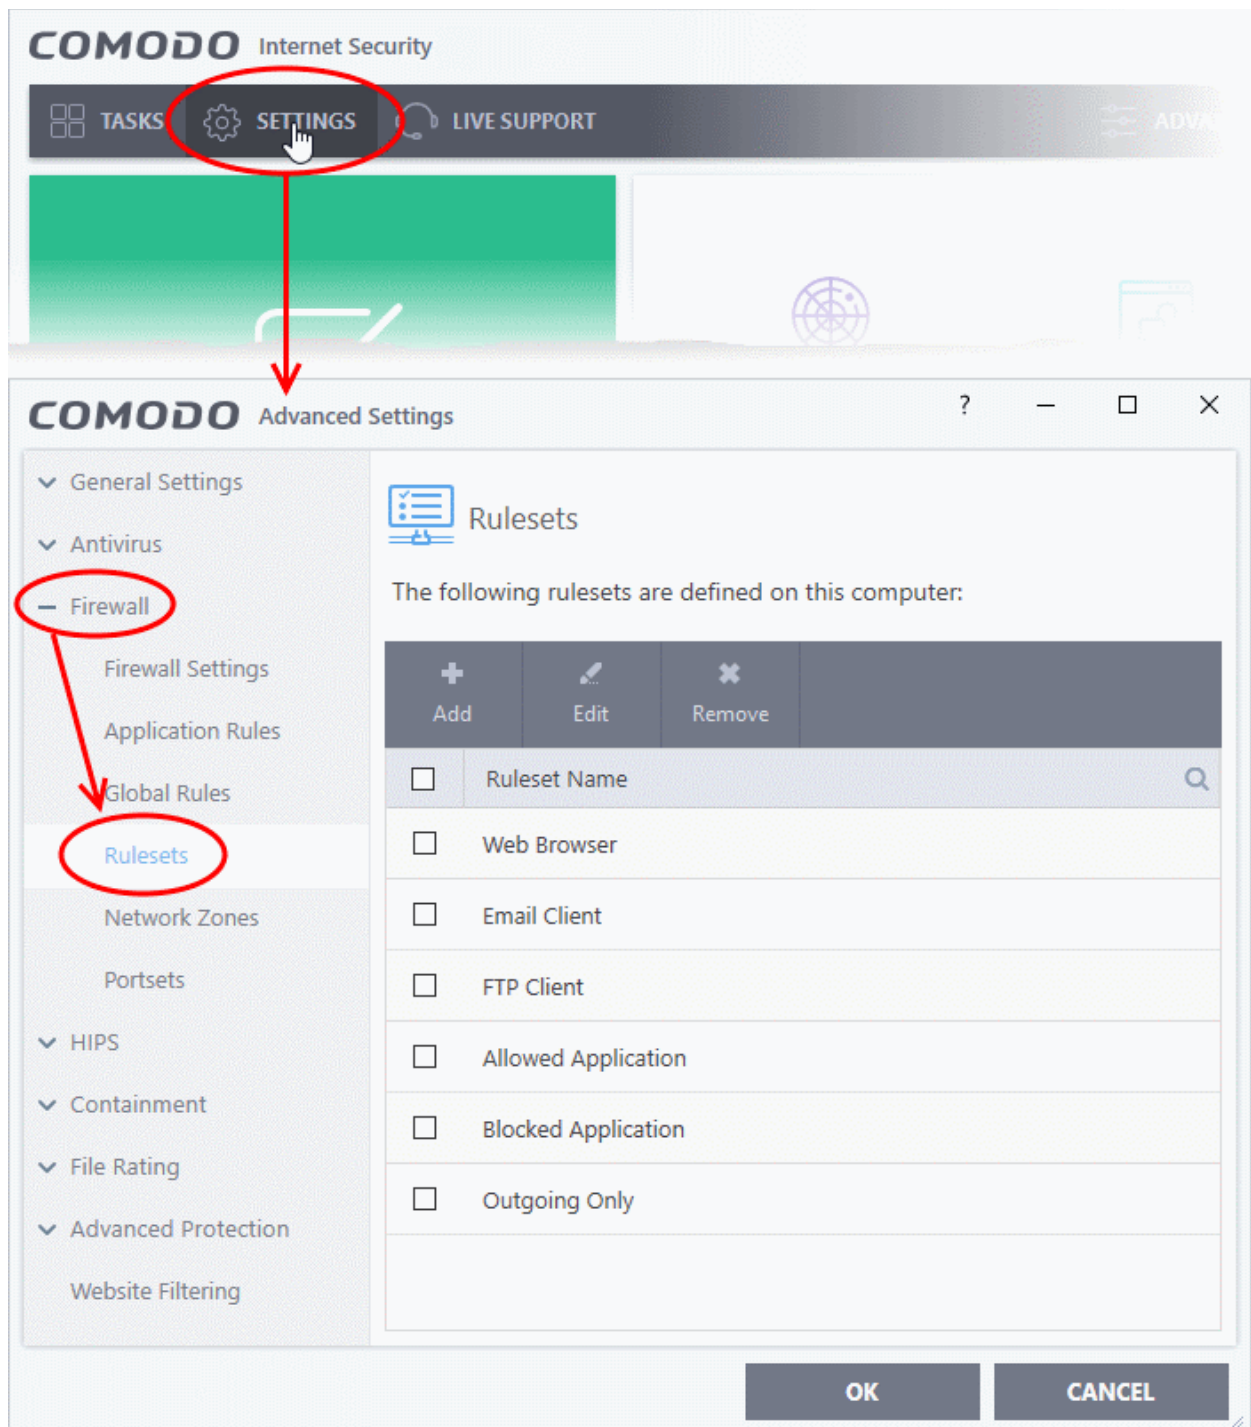 COMODO Internet Security
TASKS SETTINGS LIVE SUPPORT ADVA
COMODO Advanced Settings ?
General Settings
Antivirus
Firewall
Firewall Settings
Application Rules
Global Rules
Rulesets
Network Zones
Portsets
HIPS
Containment
File Rating
Advanced Protection
Website Filtering
Rulesets
The following rulesets are defined on this computer:
Add Edit Remove
Ruleset Name
Web Browser
Email Client
FTP Client
Allowed Application
Blocked Application
Outgoing Only
OK CANCEL